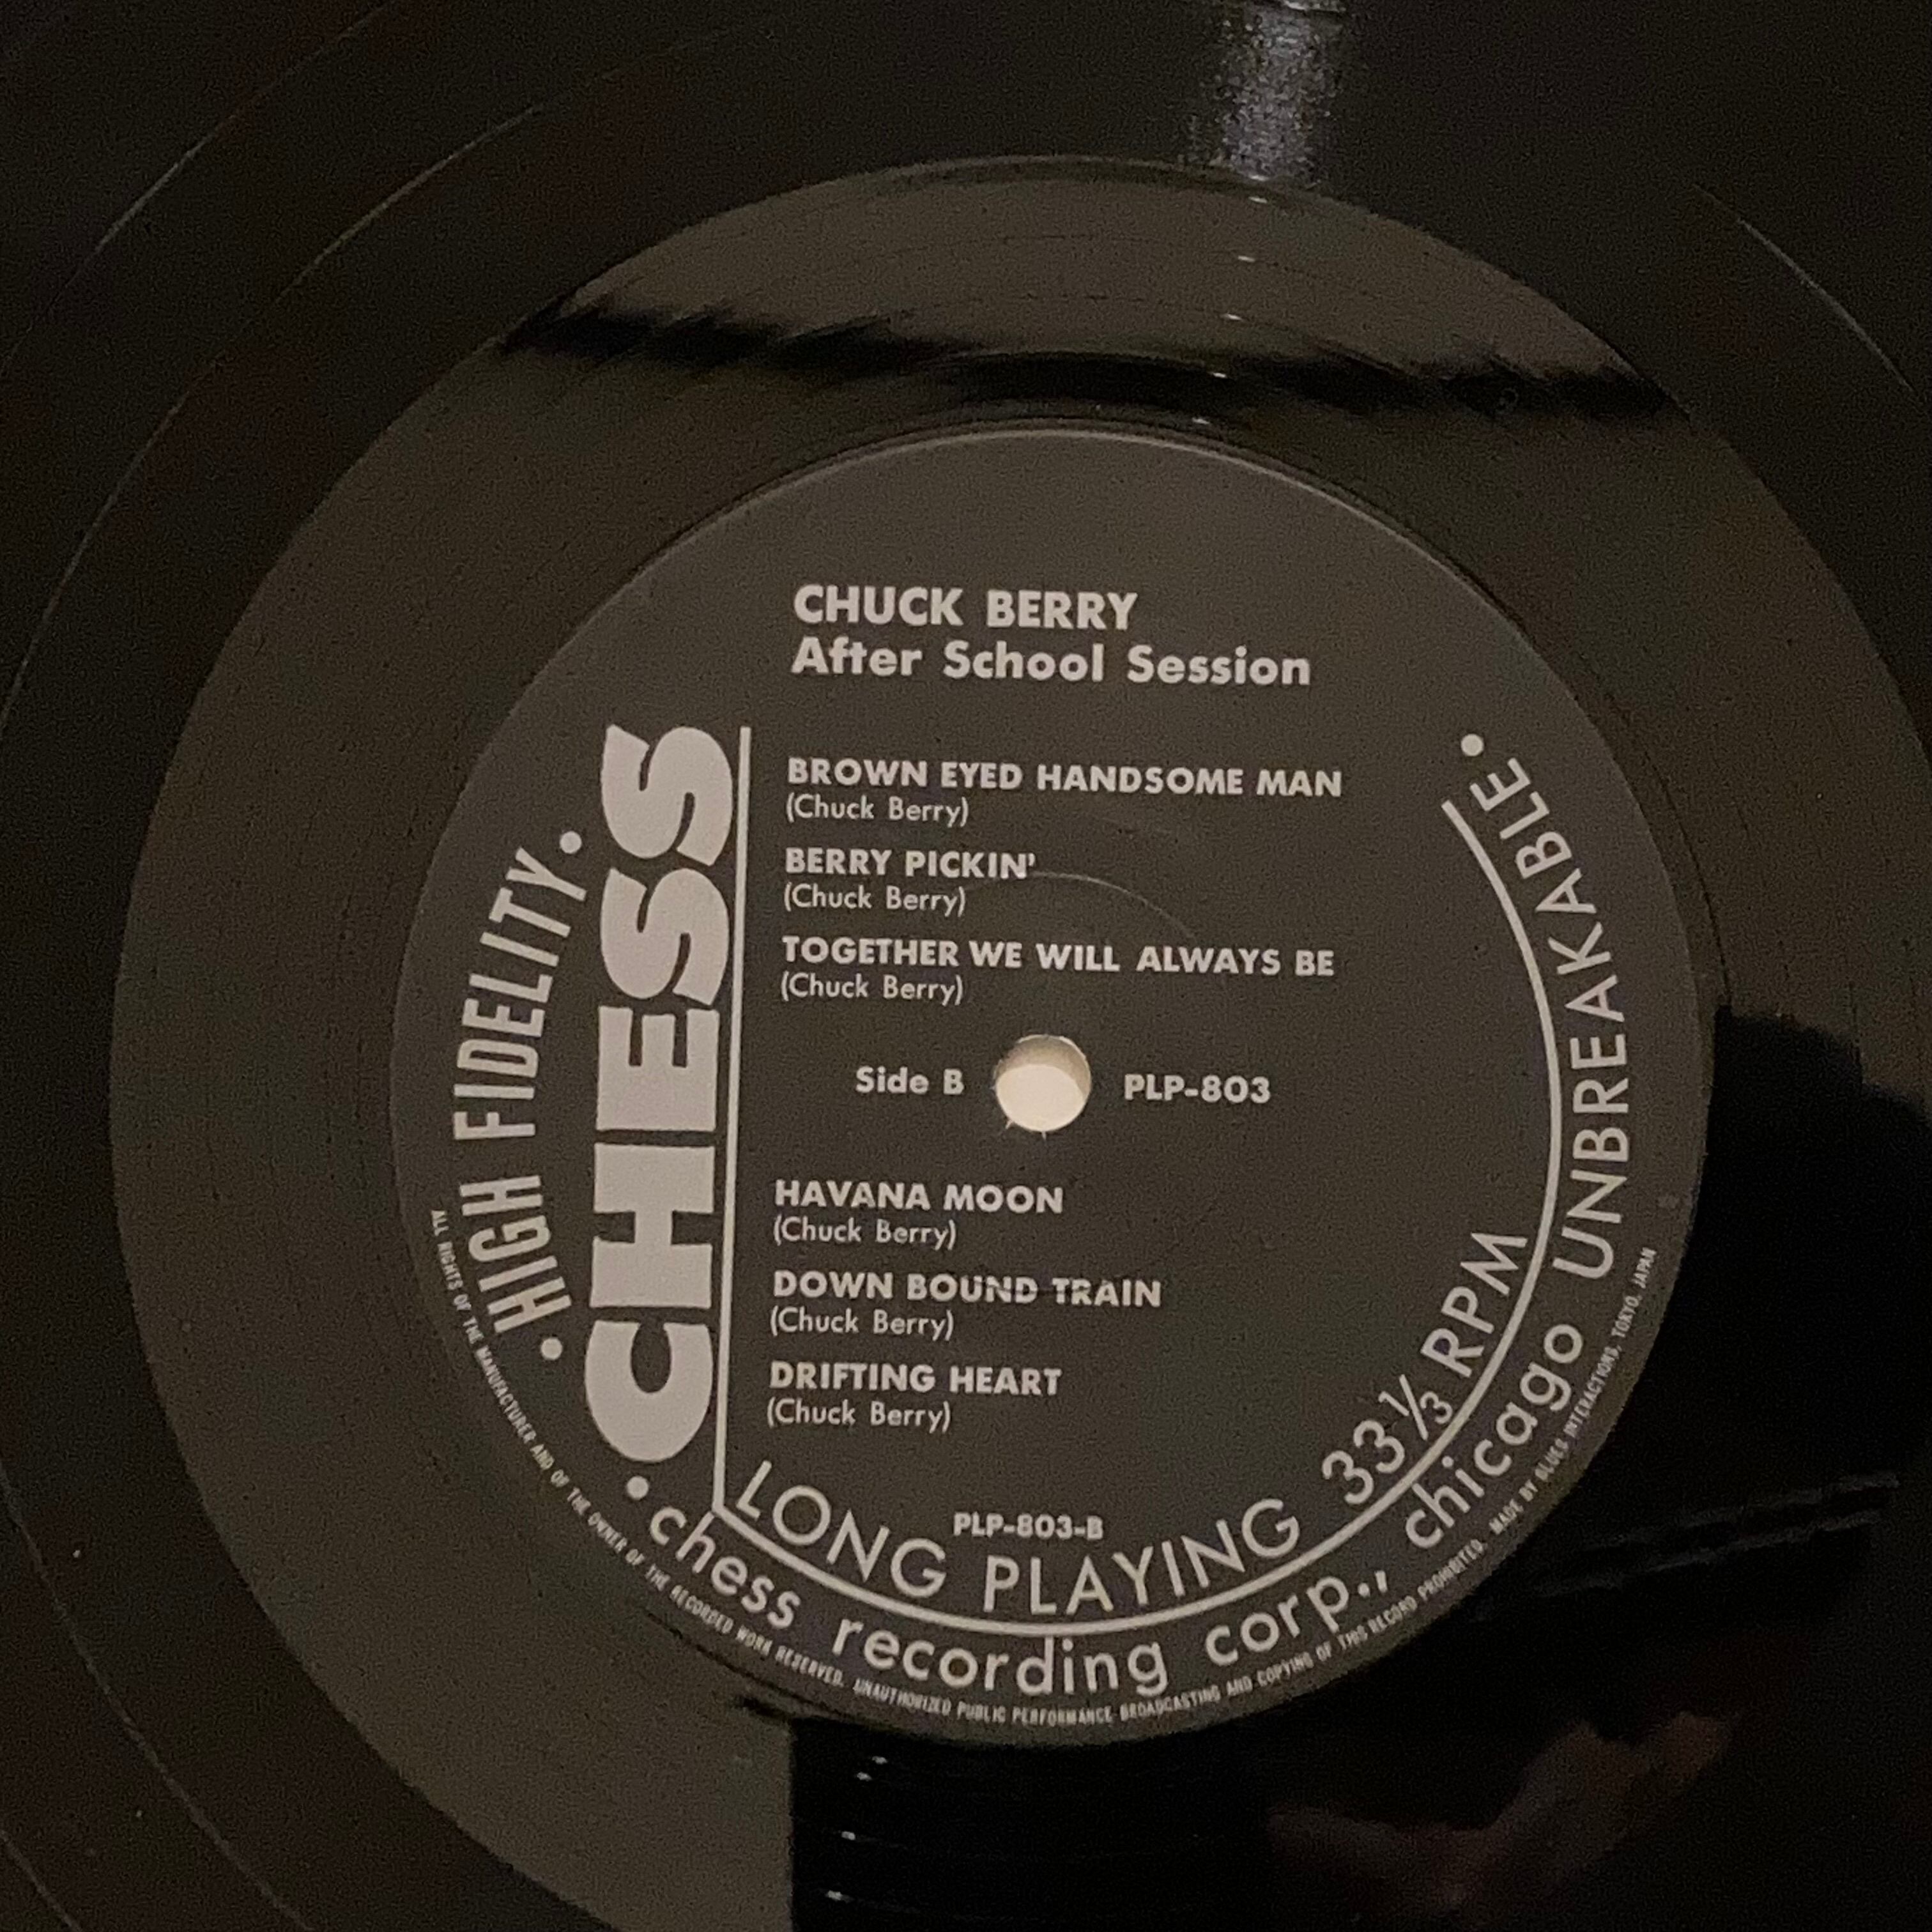 CHUCK BERRY
After School Session
BROWN EYED HANDSOME MAN
(Chuck Berry)
BERRY PICKIN'
(Chuck Berry)
TOGETHER WE WILL ALWAYS BE
(Chuck Berry)
Side B PLP-803
HAVANA MOON
(Chuck Berry)
DOWN BOUND TRAIN
(Chuck Berry)
DRIFTING HEART
(Chuck Berry)
PLP-803-B
LONG PLAYING 33⅓ RPM
CHESS
• HIGH FIDELITY •
• chess recording corp., chicago UNBREAKABLE •
ALL RIGHTS OF THE MANUFACTURER AND OF THE OWNER OF THE RECORDED WORK RESERVED. UNAUTHORIZED PUBLIC PERFORMANCE BROADCASTING AND COPYING OF THIS RECORD PROHIBITED. MADE BY BLUES INTERACTIONS, TOKYO, JAPAN